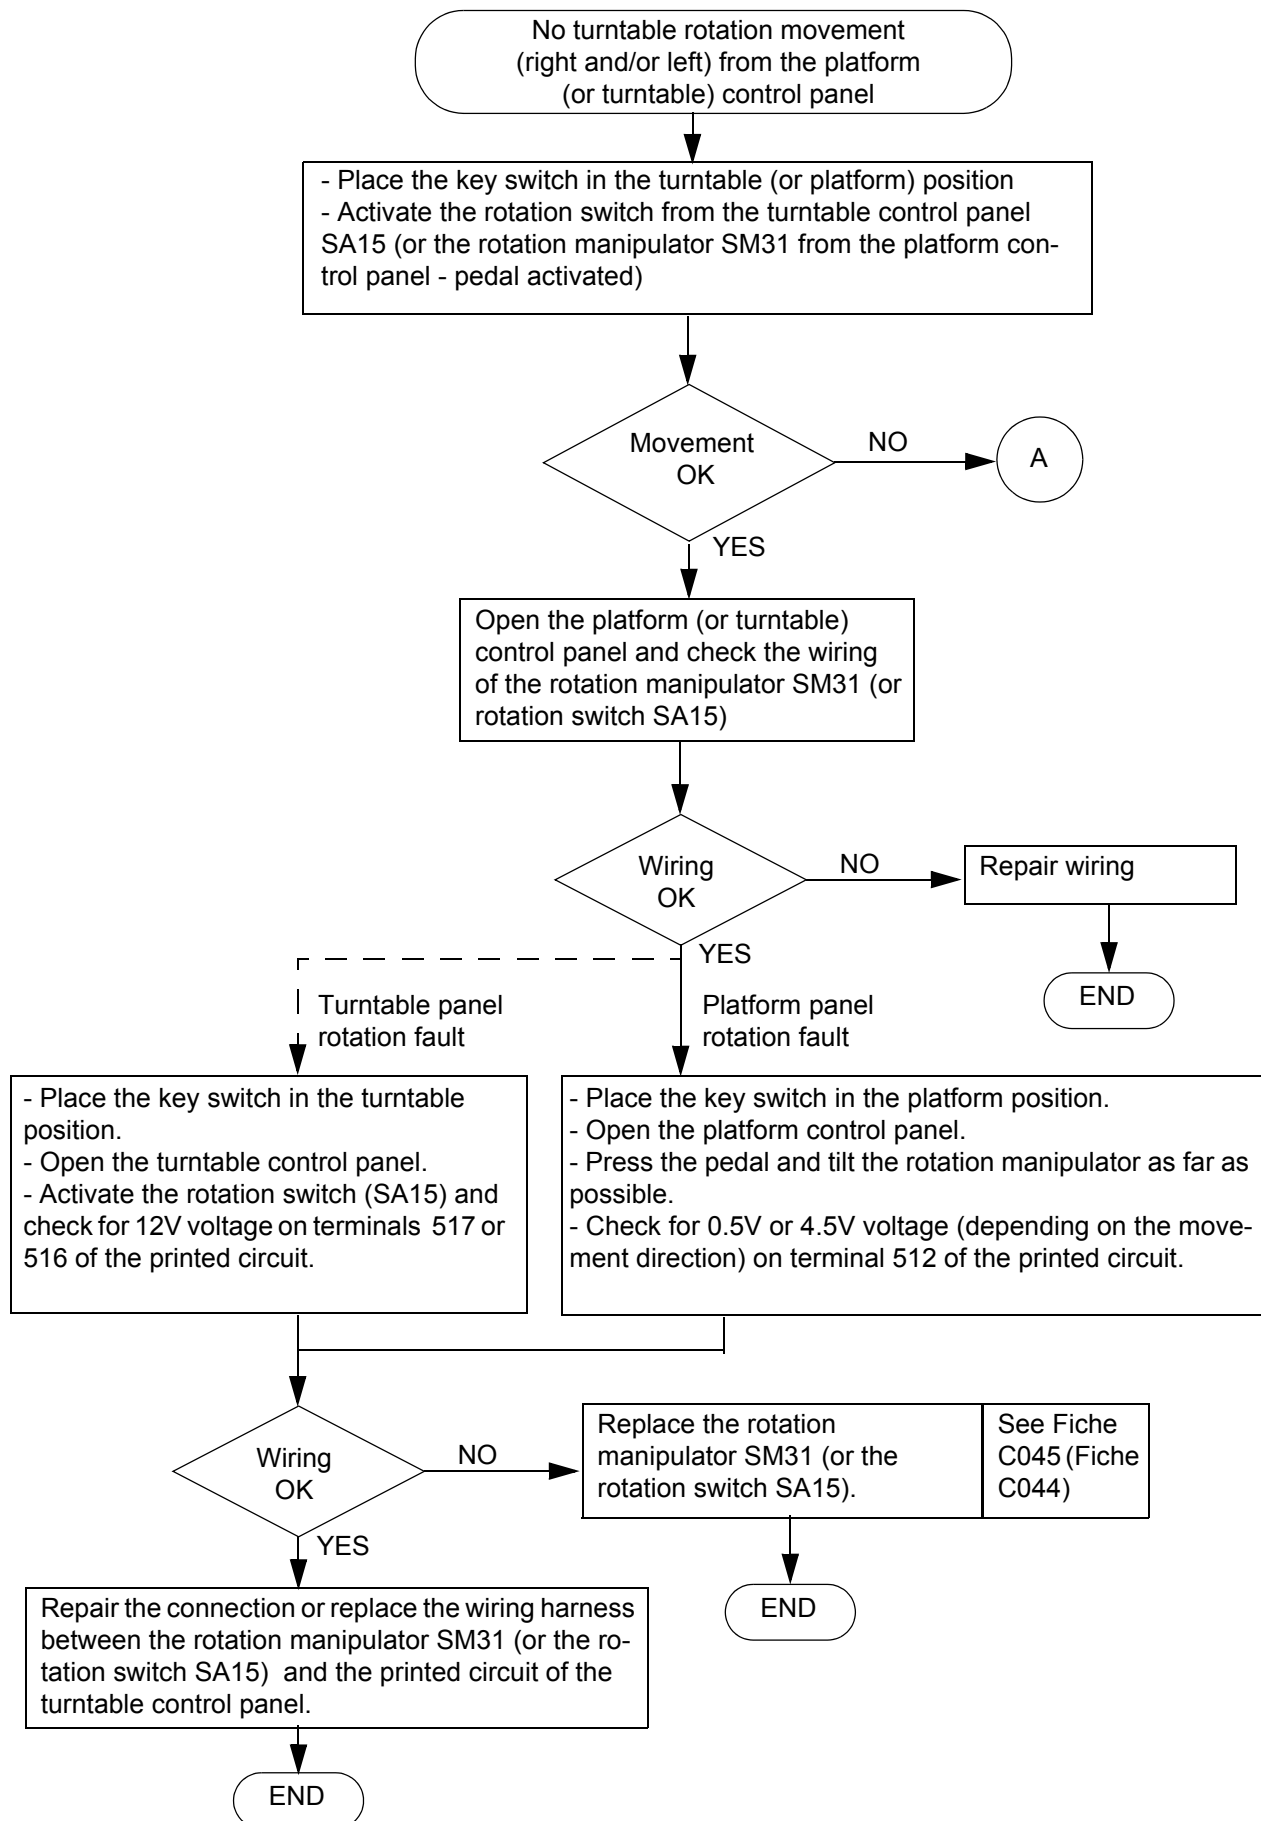 No turntable rotation movement
(right and/or left) from the platform
(or turntable) control panel
- Place the key switch in the turntable (or platform) position
- Activate the rotation switch from the turntable control panel
SA15 (or the rotation manipulator SM31 from the platform con-
trol panel - pedal activated)
Movement
OK
NO
A
YES
Open the platform (or turntable)
control panel and check the wiring
of the rotation manipulator SM31 (or
rotation switch SA15)
Wiring
OK
NO
Repair wiring
END
YES
Turntable panel
rotation fault
Platform panel
rotation fault
- Place the key switch in the turntable
position.
- Open the turntable control panel.
- Activate the rotation switch (SA15) and
check for 12V voltage on terminals 517 or
516 of the printed circuit.
- Place the key switch in the platform position.
- Open the platform control panel.
- Press the pedal and tilt the rotation manipulator as far as
possible.
- Check for 0.5V or 4.5V voltage (depending on the move-
ment direction) on terminal 512 of the printed circuit.
Wiring
OK
NO
Replace the rotation
manipulator SM31 (or the
rotation switch SA15).
See Fiche
C045 (Fiche
C044)
END
YES
Repair the connection or replace the wiring harness
between the rotation manipulator SM31 (or the ro-
tation switch SA15) and the printed circuit of the
turntable control panel.
END